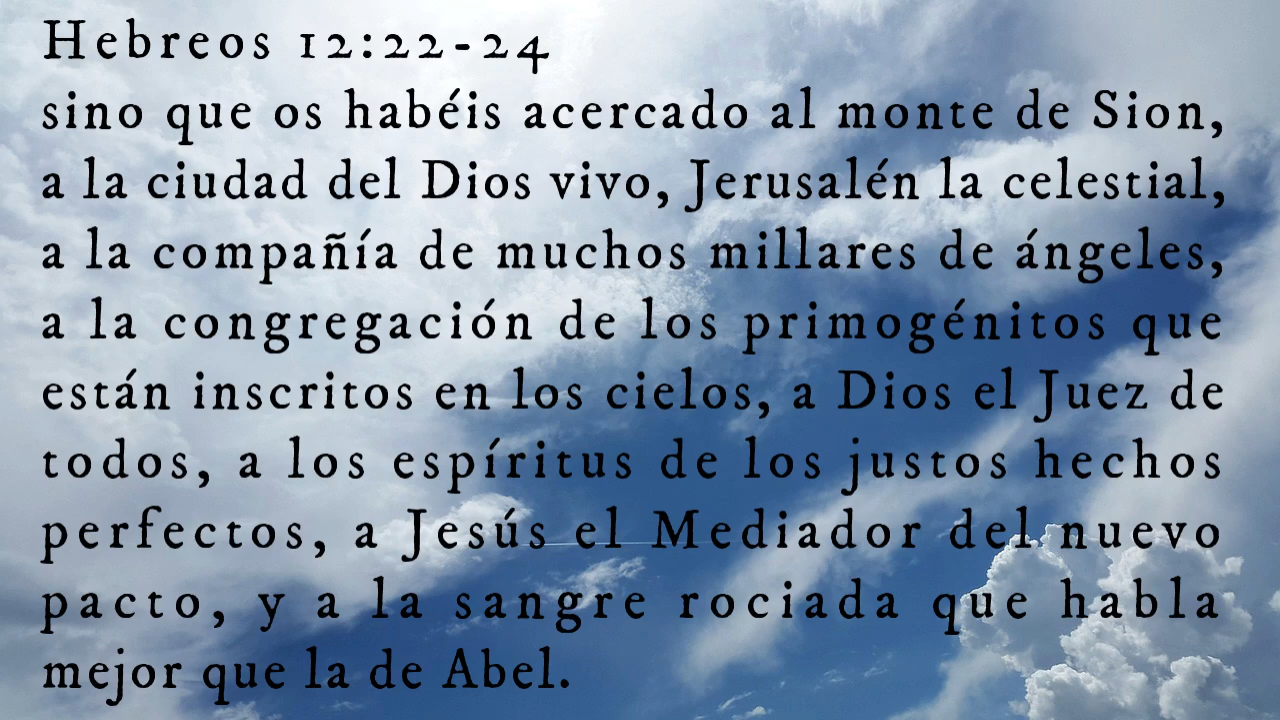 Hebreos 12:22-24
sino que os habéis acercado al monte de Sion,
a la ciudad del Dios vivo, Jerusalén la celestial,
a la compañía de muchos millares de ángeles,
a la congregación de los primogénitos que
están inscritos en los cielos, a Dios el Juez de
todos, a los espíritus de los justos hechos
perfectos, a Jesús el Mediador del nuevo
pacto, y a la sangre rociada que habla
mejor que la de Abel.